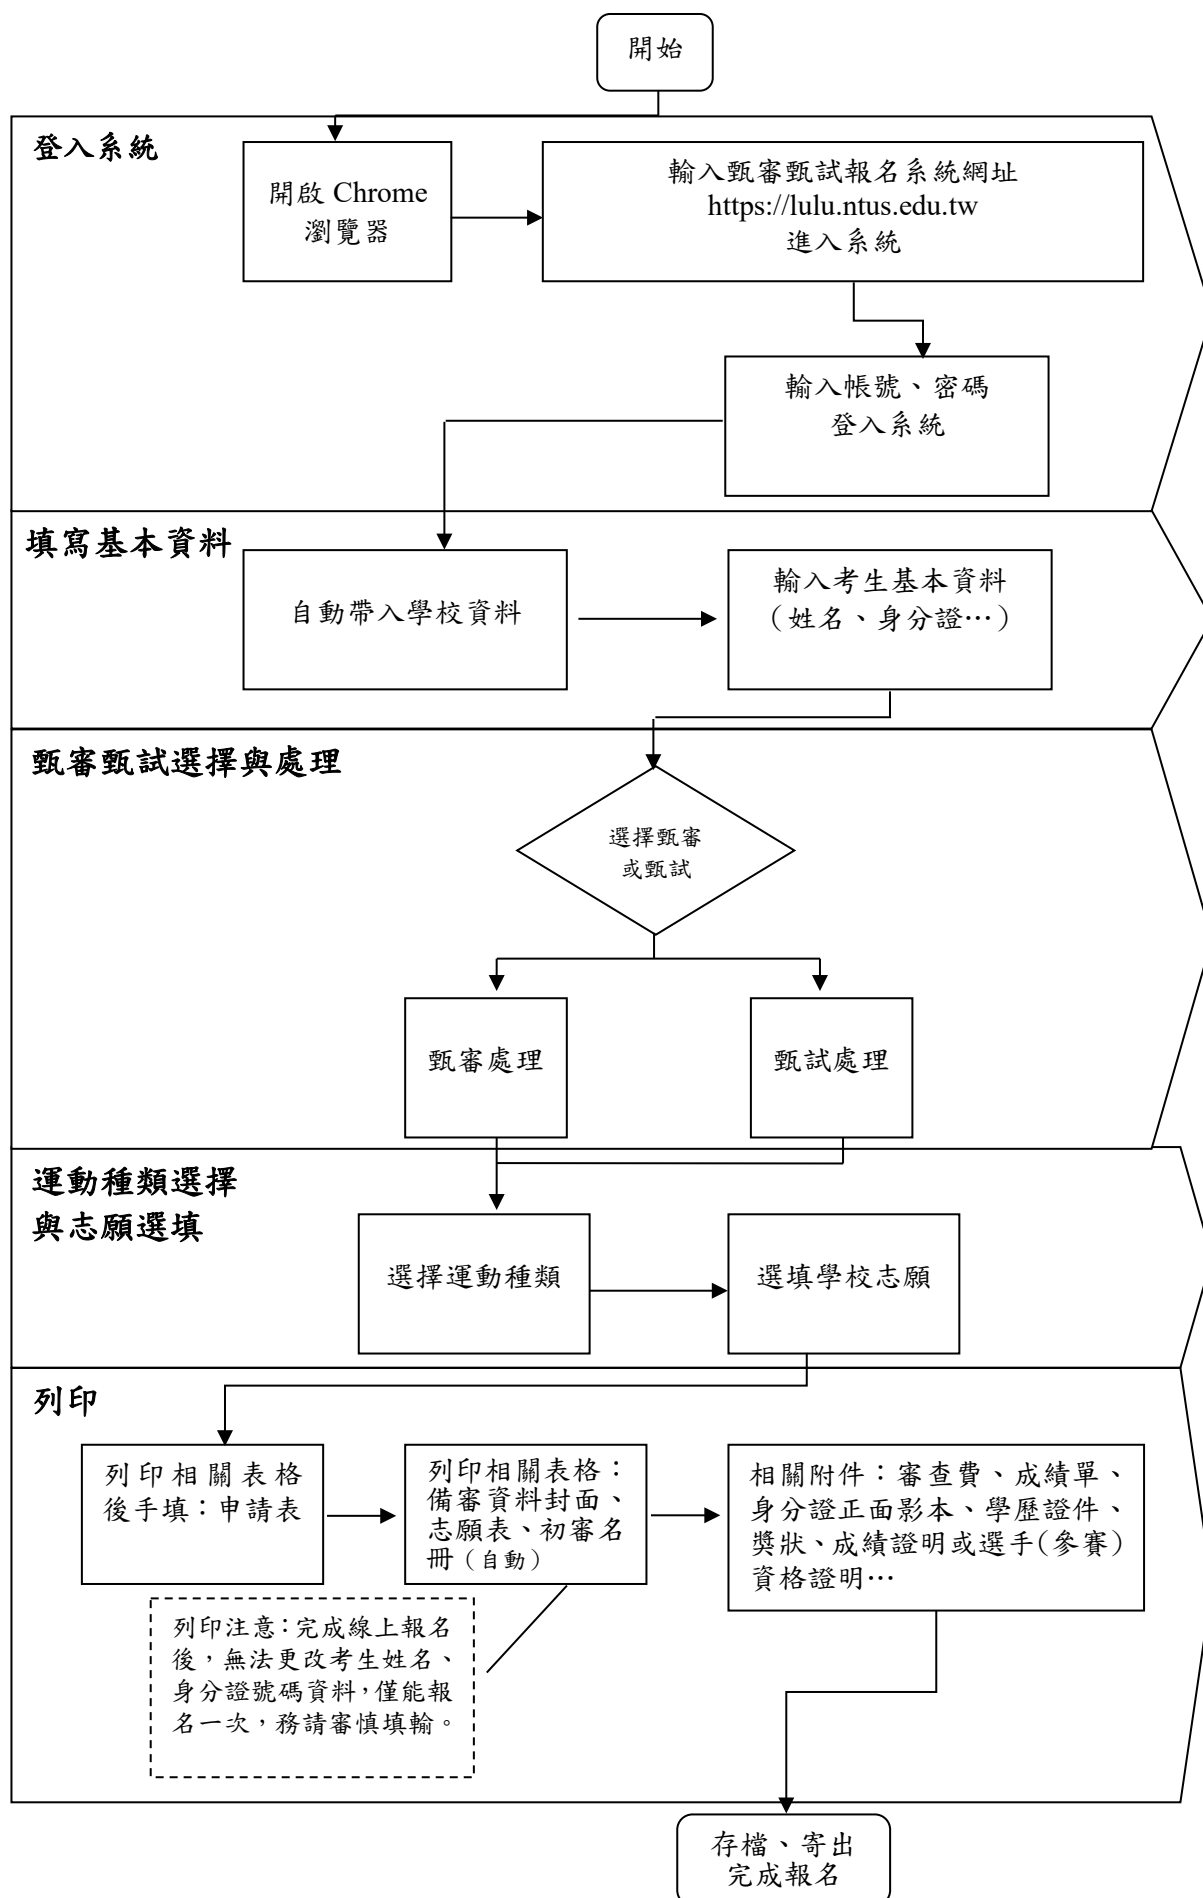 開始
登入系統
開啟 Chrome
瀏覽器
輸入甄審甄試報名系統網址
https://lulu.ntus.edu.tw
進入系統
輸入帳號、密碼
登入系統
填寫基本資料
自動帶入學校資料
輸入考生基本資料
（姓名、身分證…）
甄審甄試選擇與處理
選擇甄審
或甄試
甄審處理
甄試處理
運動種類選擇
與志願選填
選擇運動種類
選填學校志願
列印
列印相關表格
後手填：申請表
列印相關表格：
備審資料封面、
志願表、初審名
冊（自動）
相關附件：審查費、成績單、
身分證正面影本、學歷證件、
獎狀、成績證明或選手(參賽)
資格證明…
列印注意：完成線上報名
後，無法更改考生姓名、
身分證號碼資料，僅能報
名一次，務請審慎填輸。
存檔、寄出
完成報名